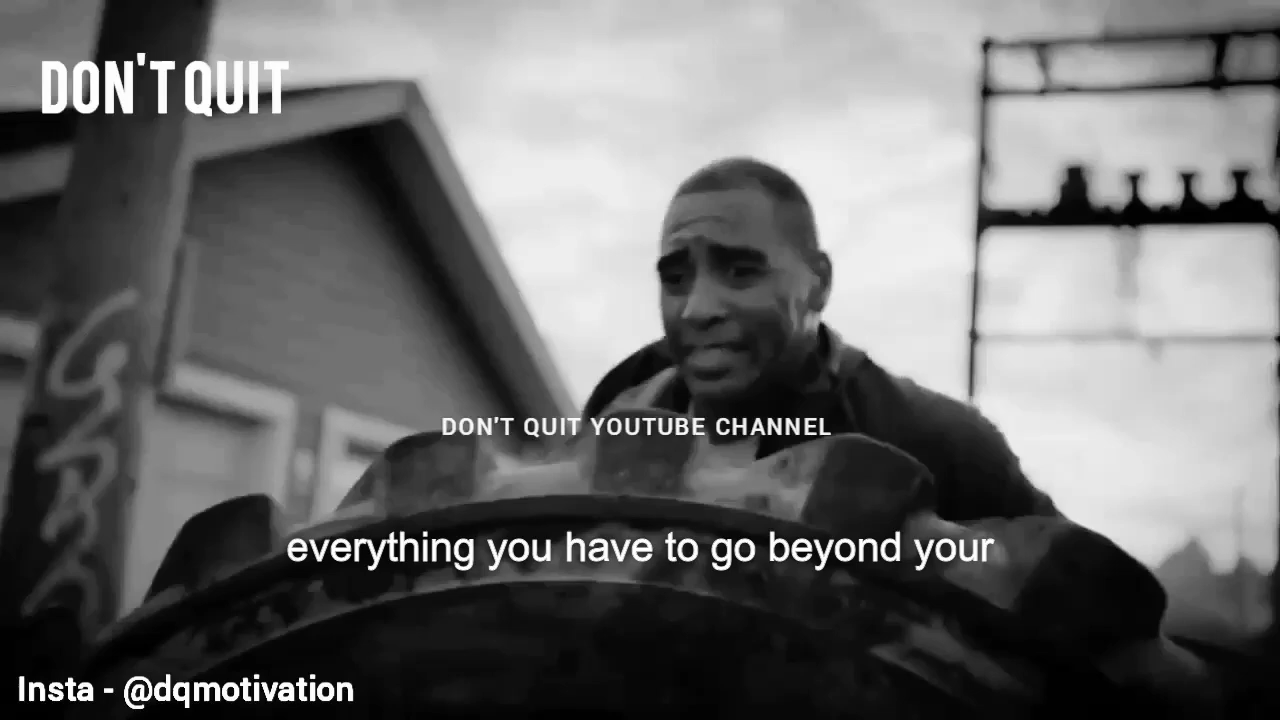 DON'T QUIT
DON'T QUIT YOUTUBE CHANNEL
everything you have to go beyond your
Insta - @dqmotivation